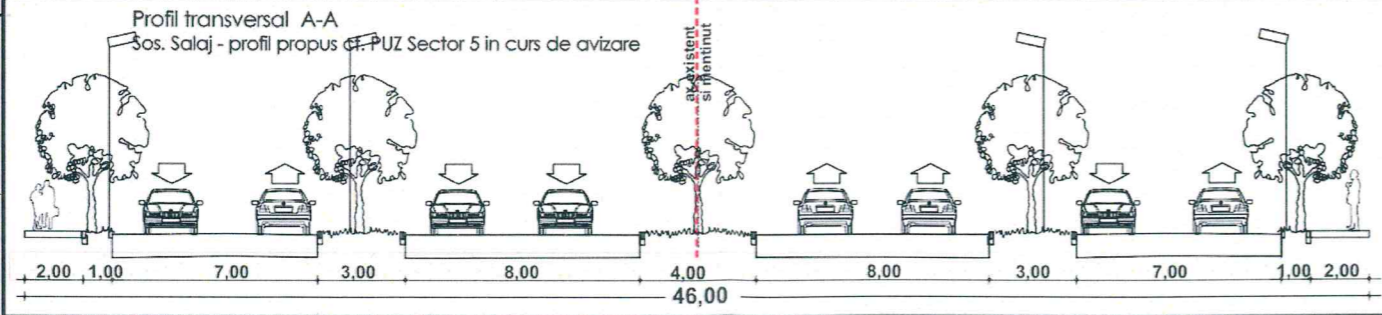 Profil transversal A-A
Sos. Salaj - profil propus cf. PUZ Sector 5 in curs de avizare
ax existent
si mentinut
2,00 1,00 7,00 3,00 8,00 4,00 8,00 3,00 7,00 1,00 2,00
46,00